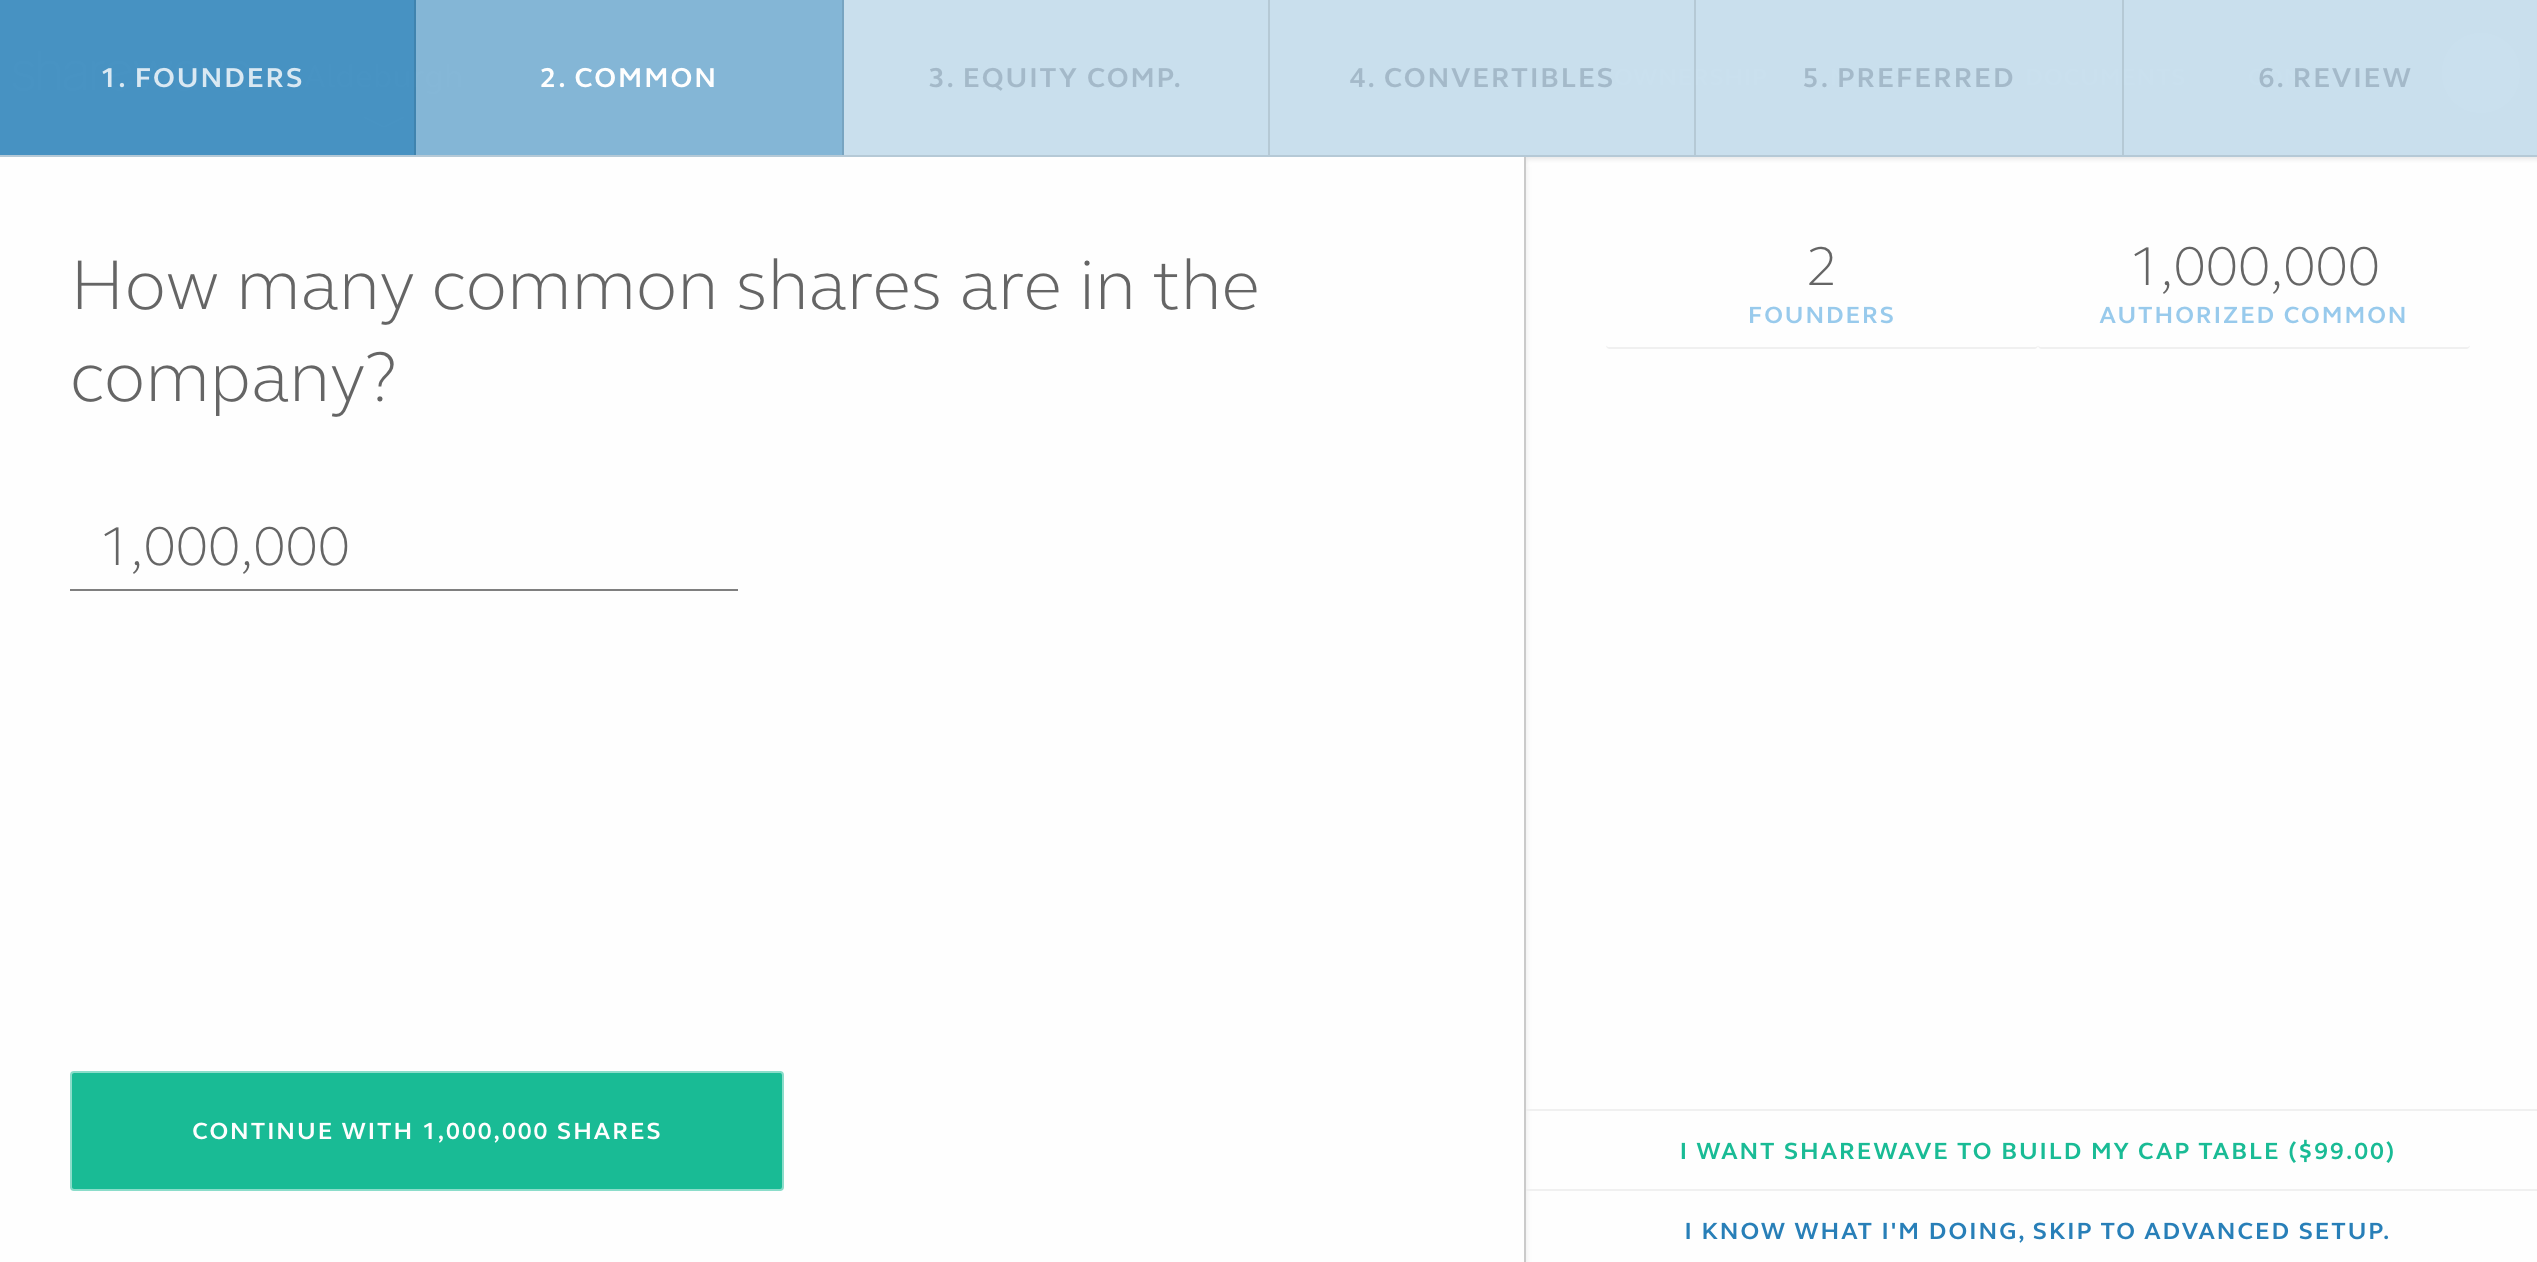 1. FOUNDERS
2. COMMON
3. EQUITY COMP.
4. CONVERTIBLES
5. PREFERRED
6. REVIEW
How many common shares are in the
company?
1,000,000
CONTINUE WITH 1,000,000 SHARES
2
FOUNDERS
1,000,000
AUTHORIZED COMMON
I WANT SHAREWAVE TO BUILD MY CAP TABLE ($99.00)
I KNOW WHAT I'M DOING, SKIP TO ADVANCED SETUP.